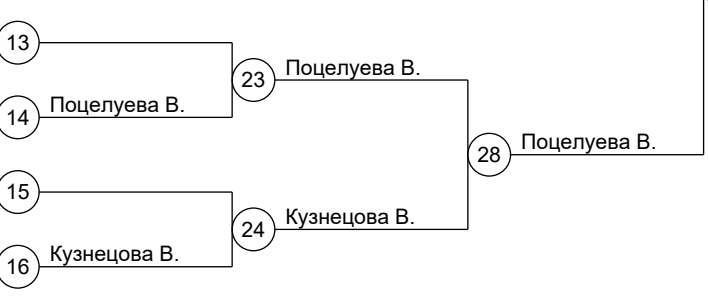 13
23 Поцелуева В.
14 Поцелуева В.
28 Поцелуева В.
15
24 Кузнецова В.
16 Кузнецова В.